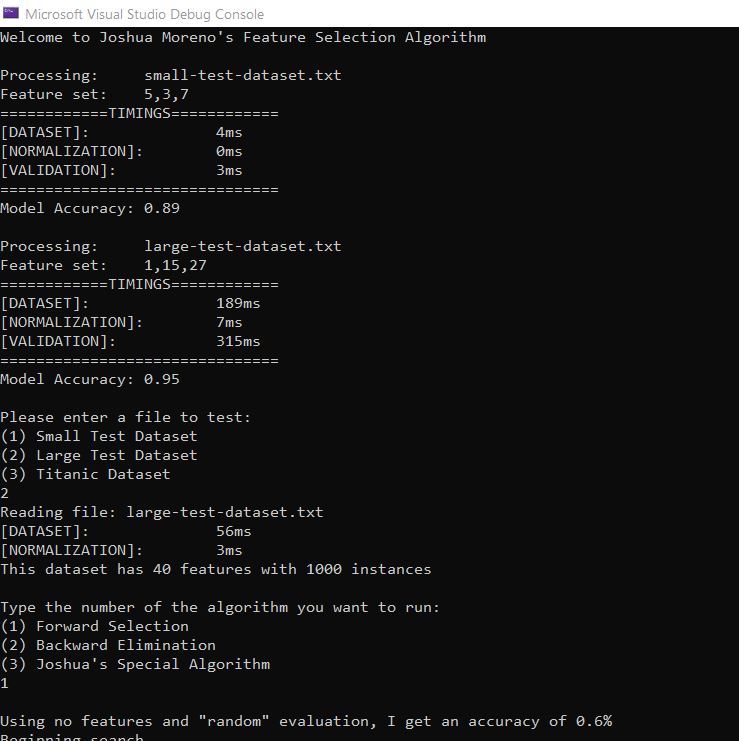 Microsoft Visual Studio Debug Console
Welcome to Joshua Moreno's Feature Selection Algorithm
Processing: small-test-dataset.txt
Feature set: 5,3,7
============TIMINGS============
[DATASET]: 4ms
[NORMALIZATION]: 0ms
[VALIDATION]: 3ms
===============================
Model Accuracy: 0.89
Processing: large-test-dataset.txt
Feature set: 1,15,27
============TIMINGS============
[DATASET]: 189ms
[NORMALIZATION]: 7ms
[VALIDATION]: 315ms
===============================
Model Accuracy: 0.95
Please enter a file to test:
(1) Small Test Dataset
(2) Large Test Dataset
(3) Titanic Dataset
2
Reading file: large-test-dataset.txt
[DATASET]: 56ms
[NORMALIZATION]: 3ms
This dataset has 40 features with 1000 instances
Type the number of the algorithm you want to run:
(1) Forward Selection
(2) Backward Elimination
(3) Joshua's Special Algorithm
1
Using no features and "random" evaluation, I get an accuracy of 0.6%
Beginning search